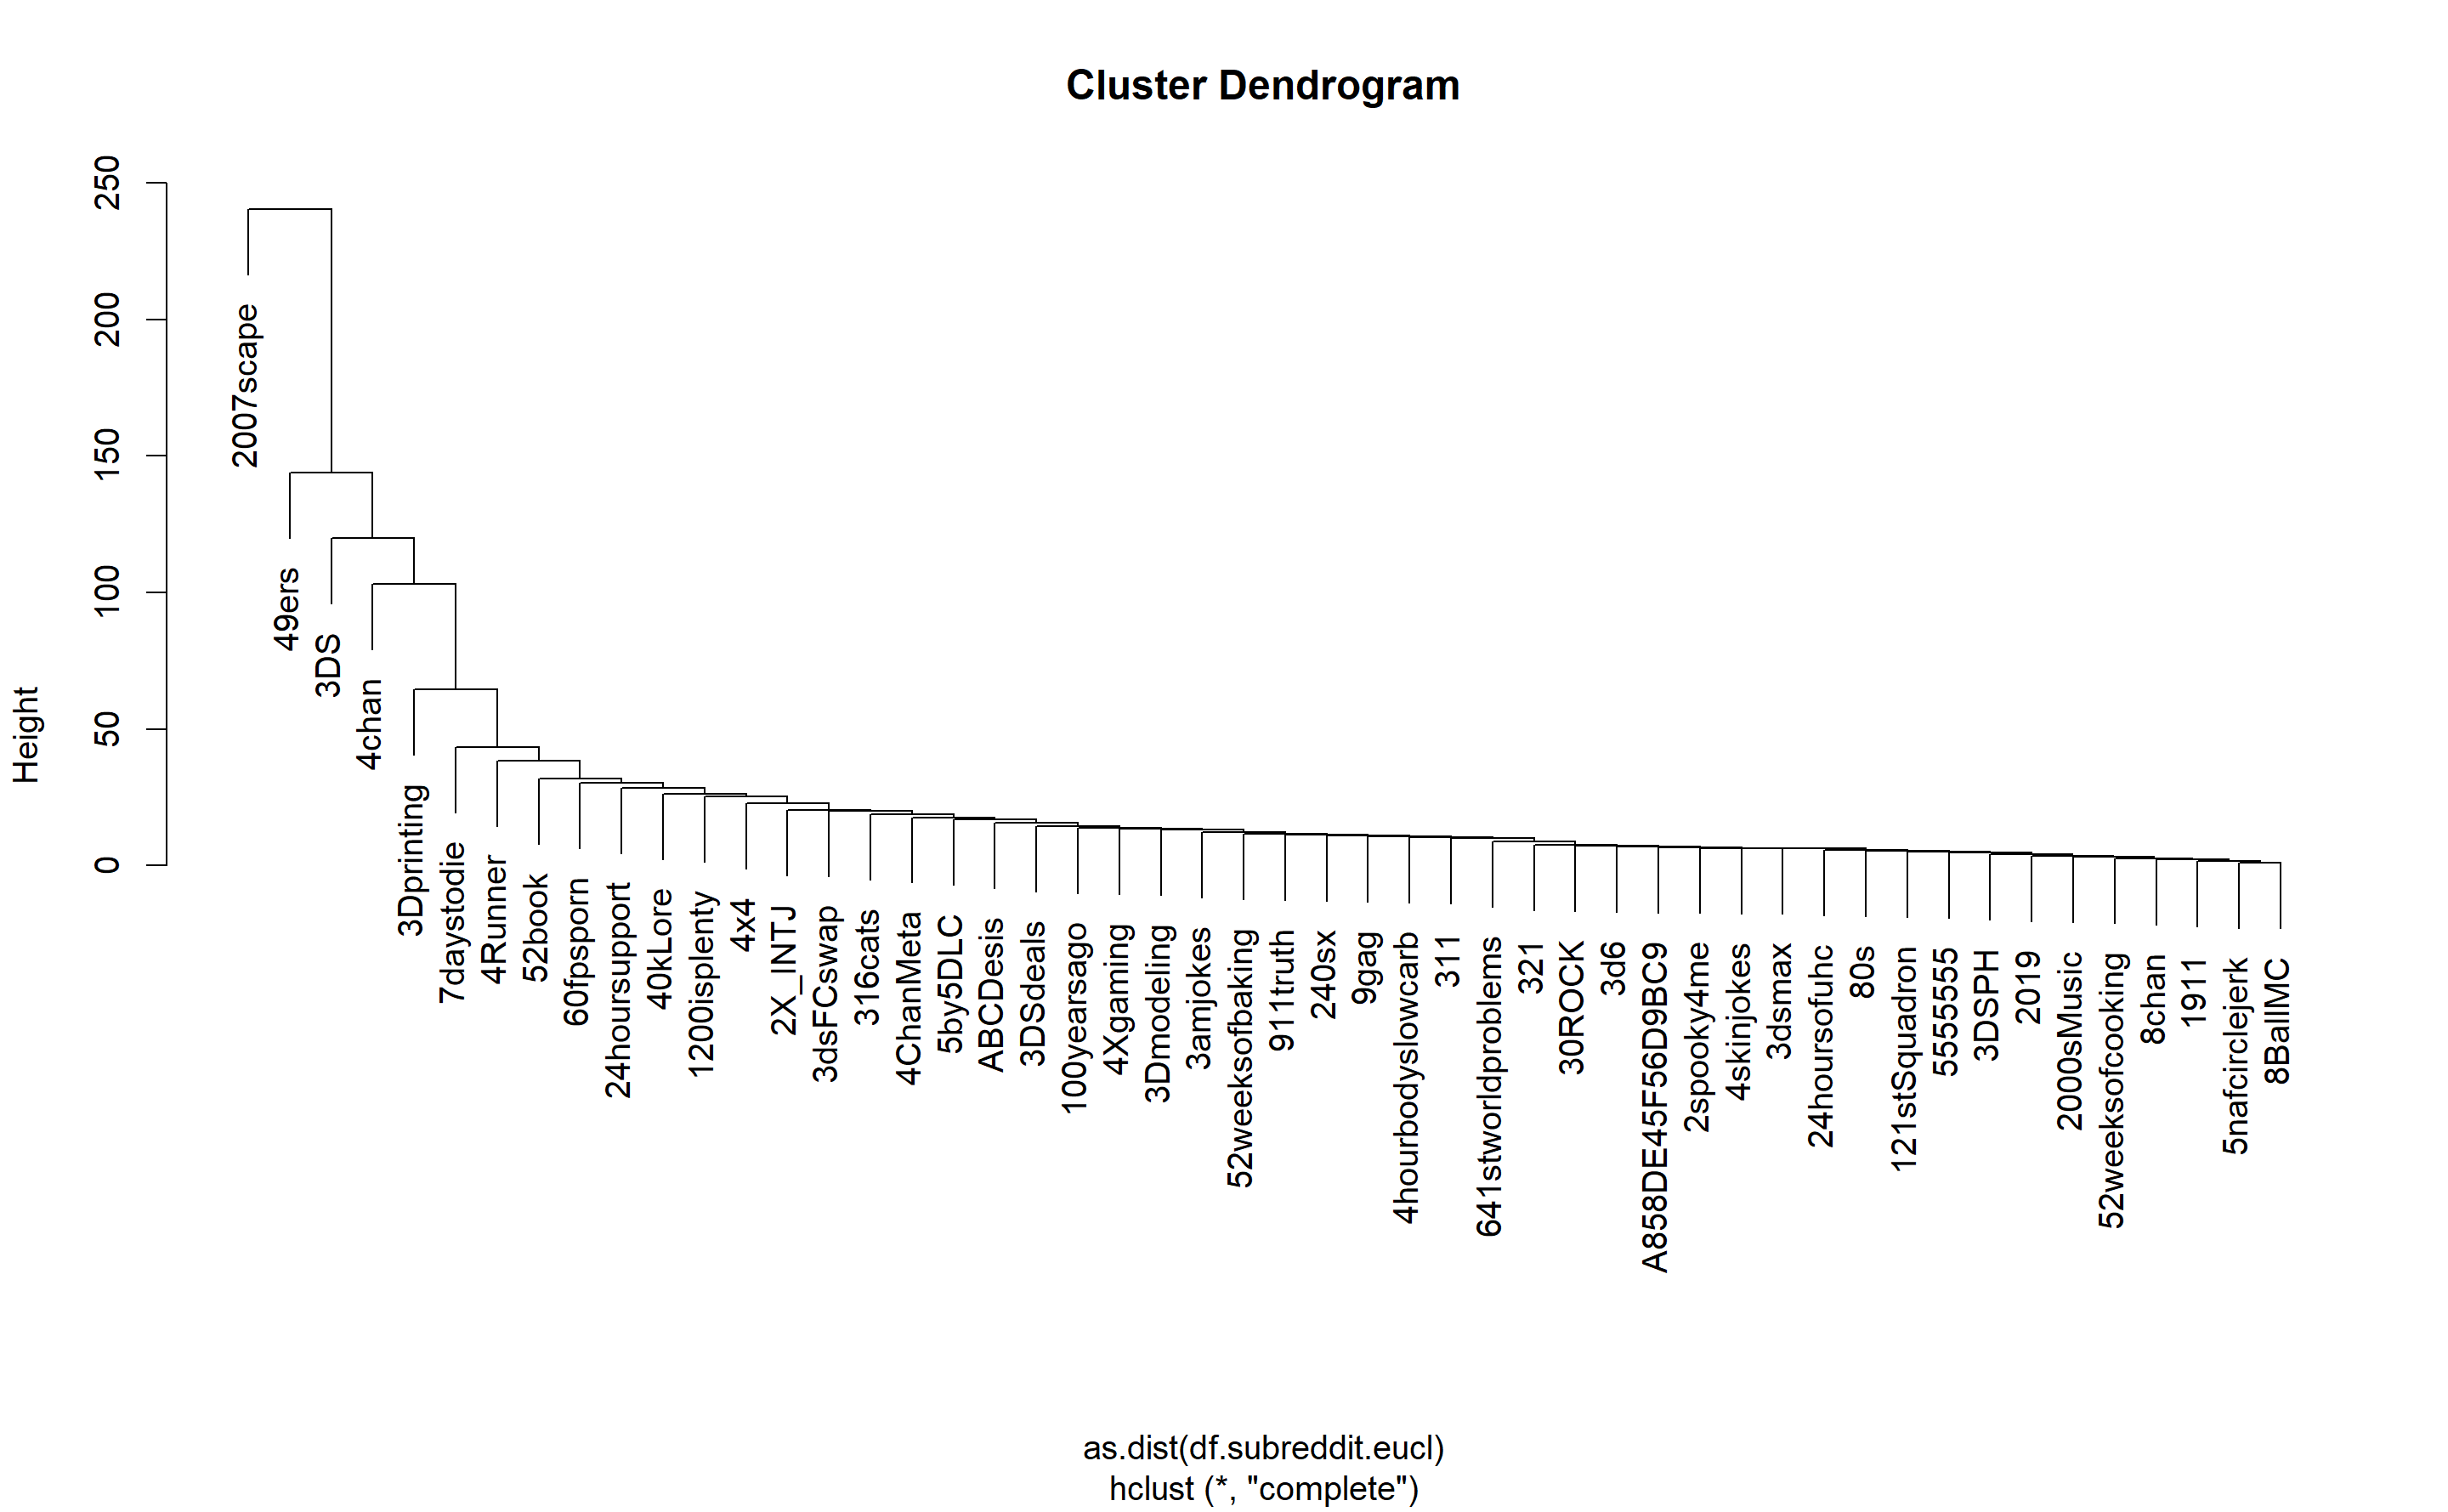 Cluster Dendrogram
Height
250
200
150
100
50
0
2007scape
49ers
3DS
4chan
3Dprinting
7daystodie
4Runner
52book
60fpsporn
24hoursupport
40kLore
1200isplenty
4x4
2X_INTJ
3dsFCswap
316cats
4ChanMeta
5by5DLC
ABCDesis
3DSdeals
100yearsago
4Xgaming
3Dmodeling
3amjokes
52weeksofbaking
911truth
240sx
9gag
4hourbodyslowcarb
311
641stworldproblems
321
30ROCK
3d6
A858DE45F56D9BC9
2spooky4me
4skinjokes
3dsmax
24hoursofuhc
80s
121stSquadron
5555555
3DSPH
2019
2000sMusic
52weeksofcooking
8chan
1911
5nafcirclejerk
8BallMC
as.dist(df.subreddit.eucl)
hclust (*, "complete")